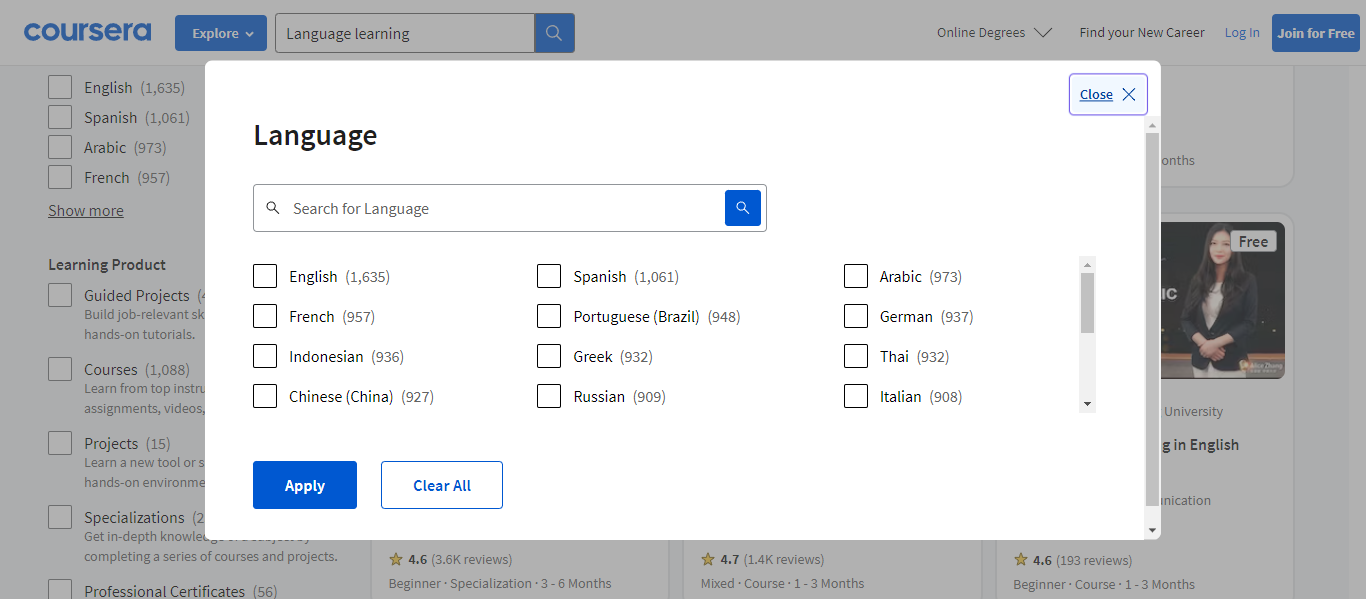 coursera
Explore
Language learning
Online Degrees
Find your New Career
Log In
Join for Free
English (1,635)
Spanish (1,061)
Arabic (973)
French (957)
Show more
Learning Product
Guided Projects
Build job-relevant
hands-on tutorials.
Courses (1,088)
Learn from top
assignments, videos,
Projects (15)
Learn a new tool or
hands-on
Specializations
Get in-depth knowledge of a subject by
completing a series of courses and projects.
Professional Certificates (56)
Close
Language
Search for Language
English (1,635)
Spanish (1,061)
Arabic (973)
French (957)
Portuguese (Brazil) (948)
German (937)
Indonesian (936)
Greek (932)
Thai (932)
Chinese (China) (927)
Russian (909)
Italian (908)
Apply
Clear All
onths
Free
IC
University
g in English
unication
4.6 (3.6K reviews)
Beginner · Specialization · 3 - 6 Months
4.7 (1.4K reviews)
Mixed · Course · 1 - 3 Months
4.6 (193 reviews)
Beginner · Course · 1 - 3 Months